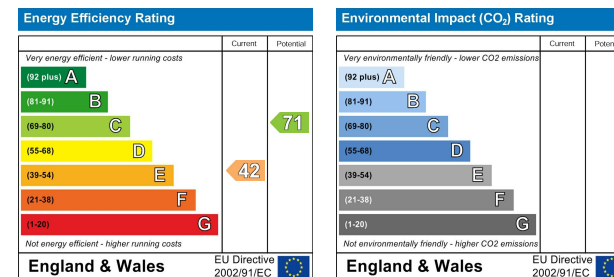 Energy Efficiency Rating
Current Potential
Very energy efficient - lower running costs
(92 plus) A
(81-91) B
(69-80) C
71
(55-68) D
(39-54) E
42
(21-38) F
(1-20) G
Not energy efficient - higher running costs
England & Wales
EU Directive
2002/91/EC
Environmental Impact (CO₂) Rating
Current Poten
Very environmentally friendly - lower CO2 emissions
(92 plus) A
(81-91) B
(69-80) C
(55-68) D
(39-54) E
(21-38) F
(1-20) G
Not environmentally friendly - higher CO2 emissions
England & Wales
EU Directive
2002/91/EC